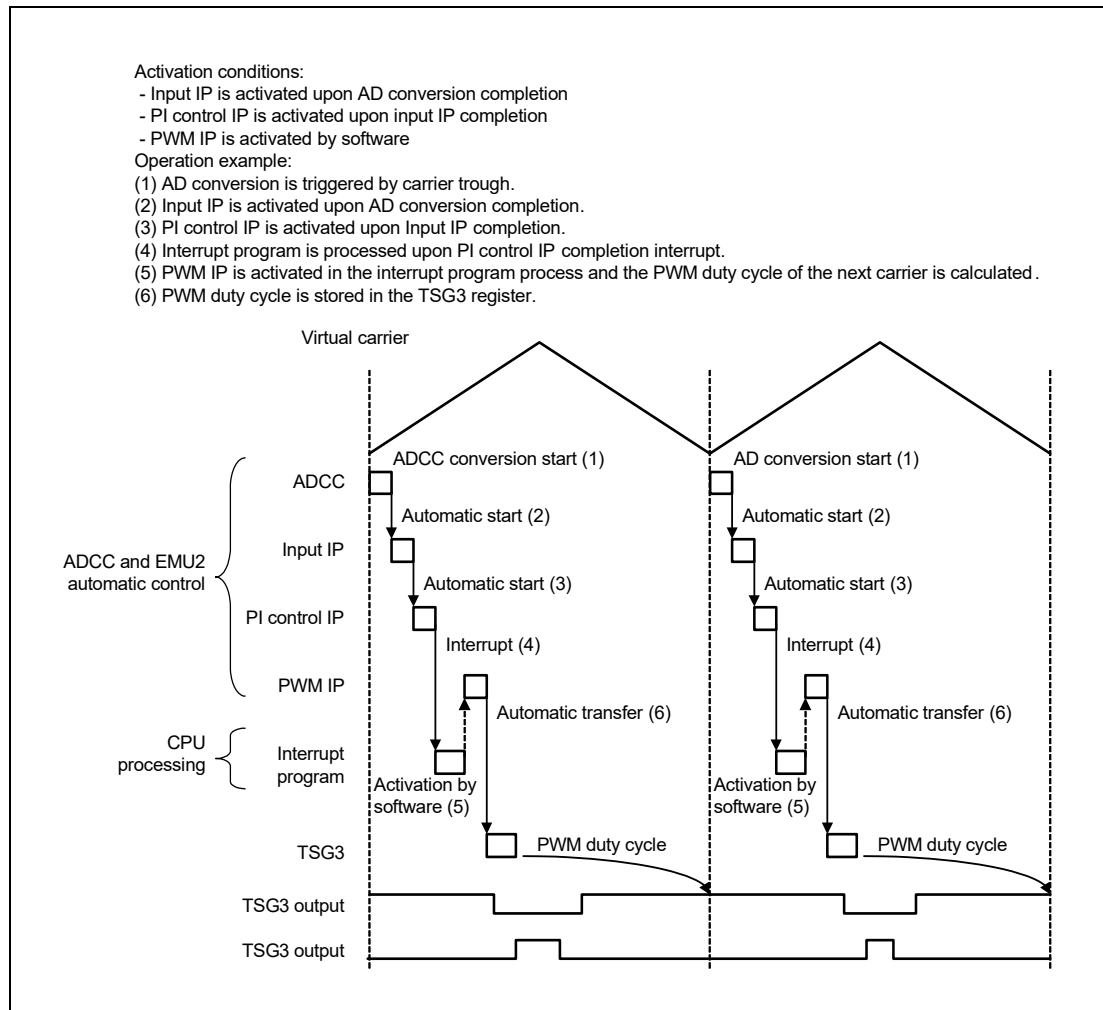 Activation conditions:
- Input IP is activated upon AD conversion completion
- PI control IP is activated upon input IP completion
- PWM IP is activated by software
Operation example:
(1) AD conversion is triggered by carrier trough.
(2) Input IP is activated upon AD conversion completion.
(3) PI control IP is activated upon Input IP completion.
(4) Interrupt program is processed upon PI control IP completion interrupt.
(5) PWM IP is activated in the interrupt program process and the PWM duty cycle of the next carrier is calculated.
(6) PWM duty cycle is stored in the TSG3 register.
Virtual carrier
ADCC conversion start (1)
AD conversion start (1)
ADCC
Automatic start (2)
Automatic start (2)
Input IP
ADCC and EMU2
automatic control
Automatic start (3)
Automatic start (3)
PI control IP
Interrupt (4)
Interrupt (4)
PWM IP
Automatic transfer (6)
Automatic transfer (6)
CPU
processing
Interrupt
program
Activation by
software (5)
Activation by
software (5)
TSG3
PWM duty cycle
PWM duty cycle
TSG3 output
TSG3 output